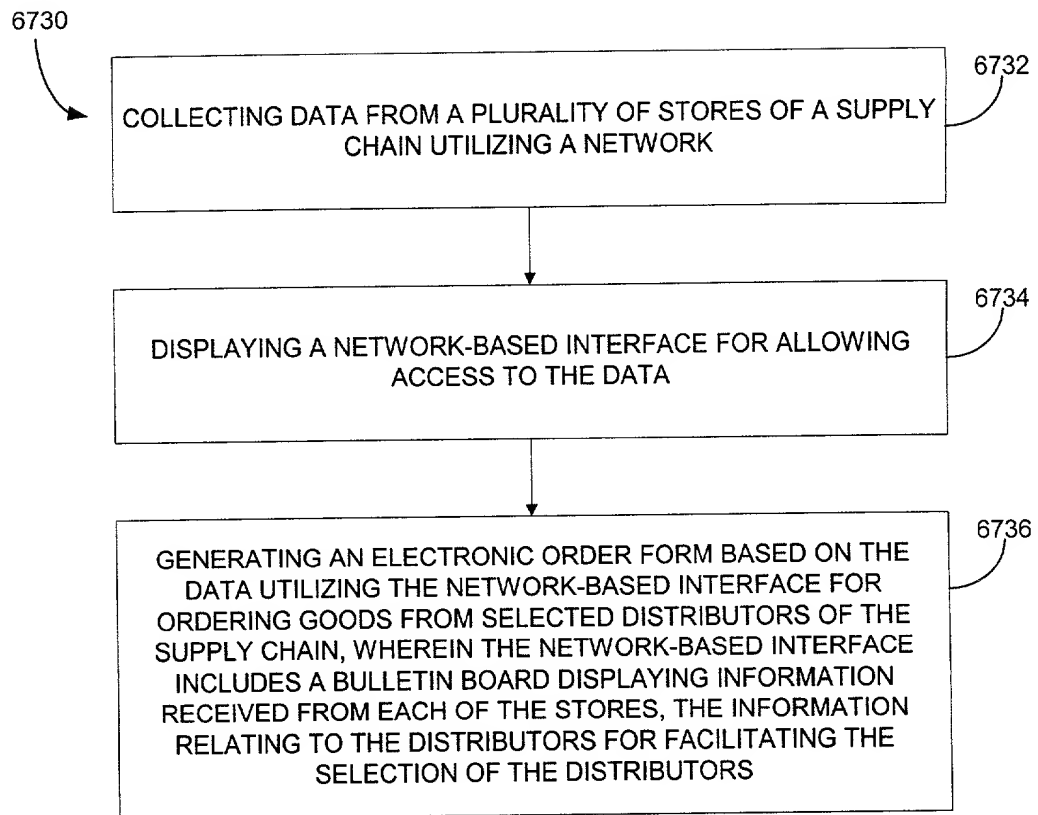 6730
6732
COLLECTING DATA FROM A PLURALITY OF STORES OF A SUPPLY
CHAIN UTILIZING A NETWORK
6734
DISPLAYING A NETWORK-BASED INTERFACE FOR ALLOWING
ACCESS TO THE DATA
6736
GENERATING AN ELECTRONIC ORDER FORM BASED ON THE
DATA UTILIZING THE NETWORK-BASED INTERFACE FOR
ORDERING GOODS FROM SELECTED DISTRIBUTORS OF THE
SUPPLY CHAIN, WHEREIN THE NETWORK-BASED INTERFACE
INCLUDES A BULLETIN BOARD DISPLAYING INFORMATION
RECEIVED FROM EACH OF THE STORES, THE INFORMATION
RELATING TO THE DISTRIBUTORS FOR FACILITATING THE
SELECTION OF THE DISTRIBUTORS